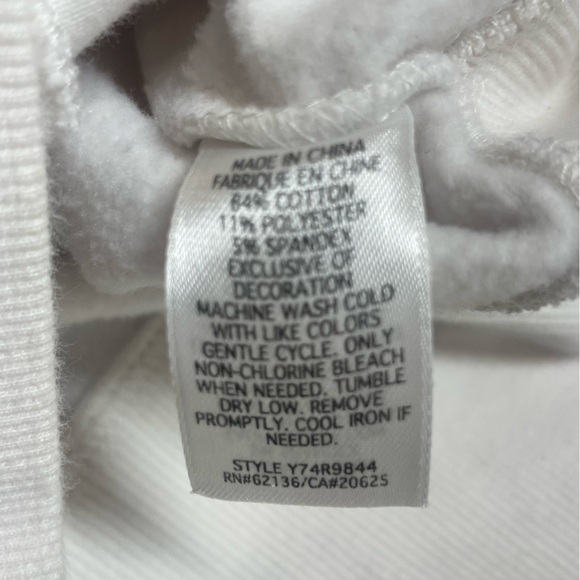 MADE IN CHINA
FABRIQUE EN CHINE
84% COTTON
11% POLYESTER
5% SPANDEX
EXCLUSIVE OF
DECORATION
MACHINE WASH COLD
WITH LIKE COLORS
GENTLE CYCLE. ONLY
NON-CHLORINE BLEACH
WHEN NEEDED. TUMBLE
DRY LOW. REMOVE
PROMPTLY. COOL IRON IF
NEEDED.
STYLE Y74R9844
RN#62136/CA#20625